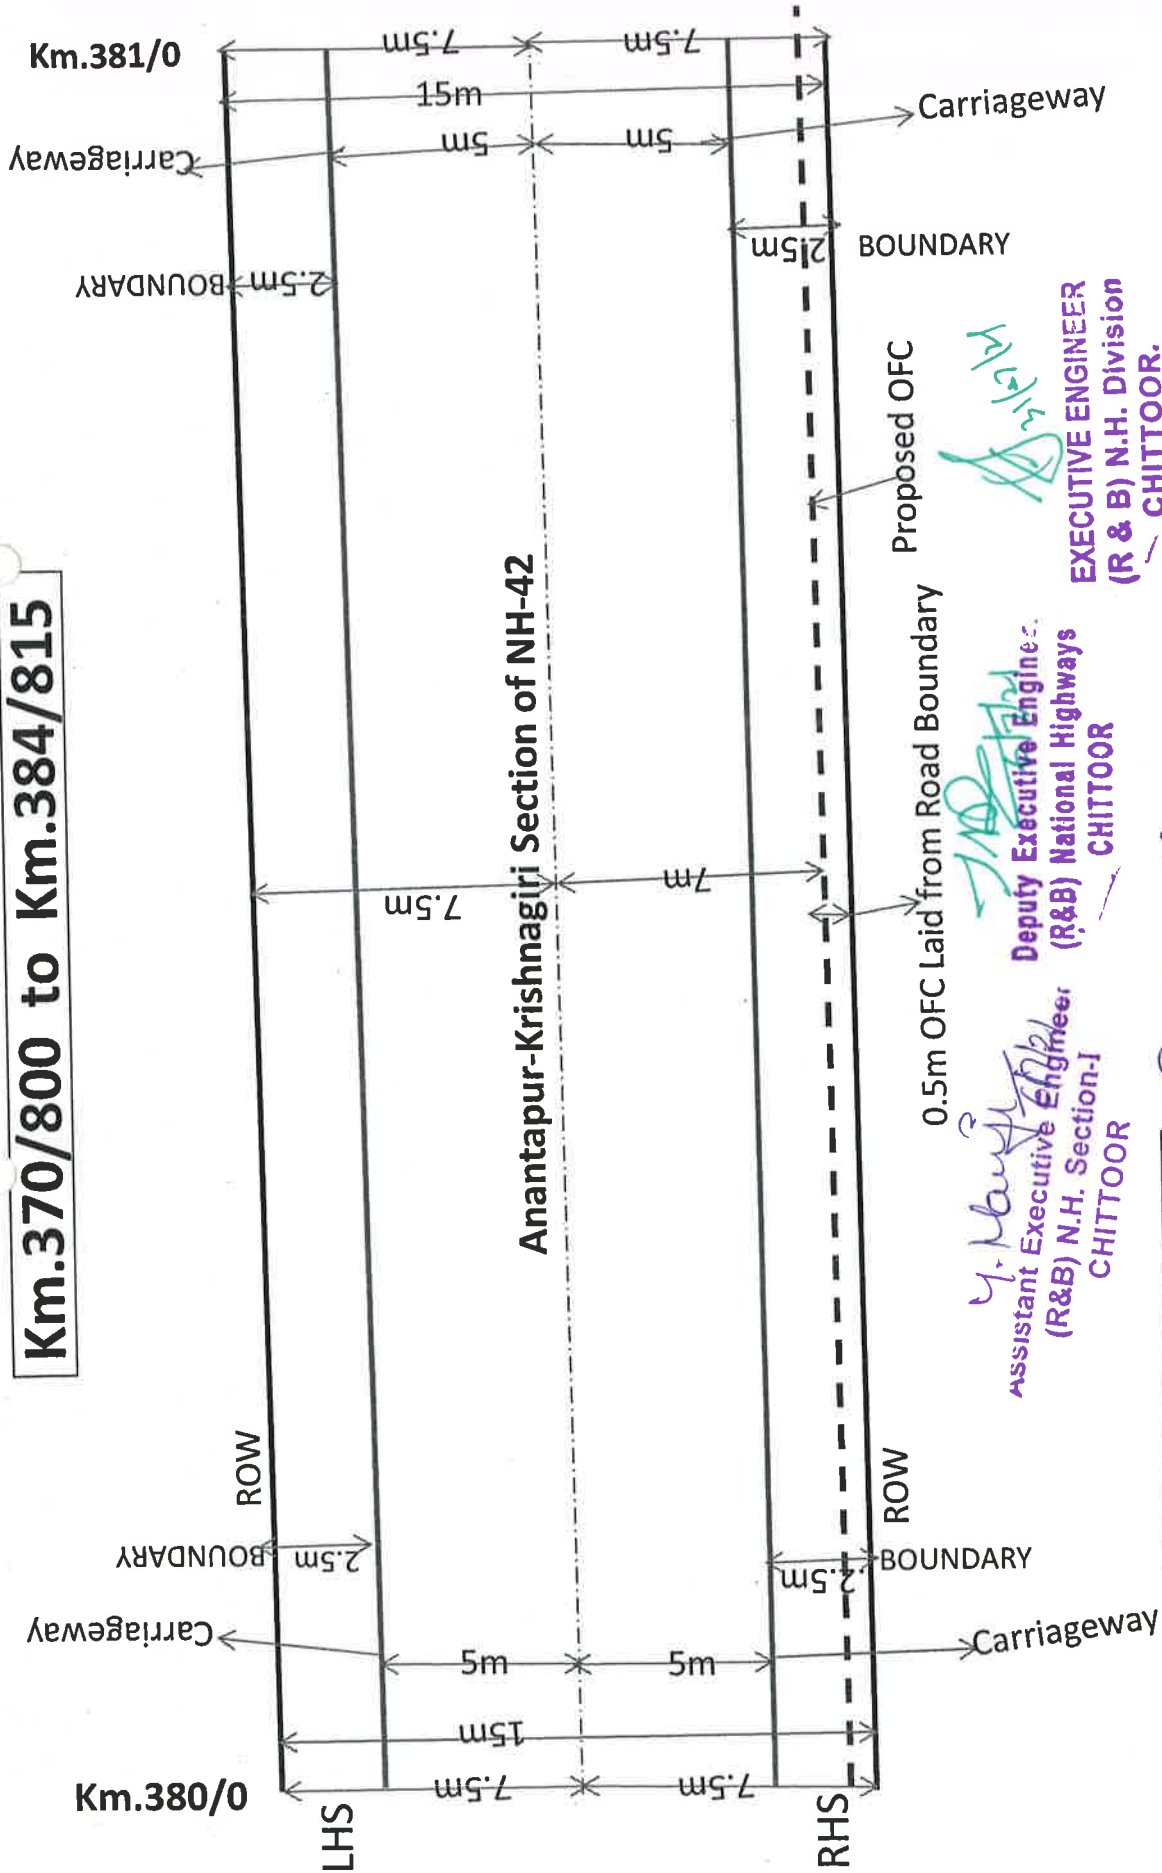 Km.370/800 to Km.384/815
Km.381/0
7.5m
7.5m
15m
Carriageway
5m
5m
Carriageway
BOUNDARY
2.5m
2.5m
BOUNDARY
Proposed OFC
Anantapur-Krishnagiri Section of NH-42
7.5m
7m
0.5m OFC Laid from Road Boundary
ROW
ROW
BOUNDARY
2.5m
2.5m
BOUNDARY
Carriageway
5m
5m
Carriageway
15m
Km.380/0
7.5m
7.5m
LHS
RHS
Assistant Executive Engineer
(R&B) N.H. Section-I
CHITTOOR
Deputy Executive Enginee.
(R&B) National Highways
CHITTOOR
EXECUTIVE ENGINEER
(R & B) N.H. Division
CHITTOOR.